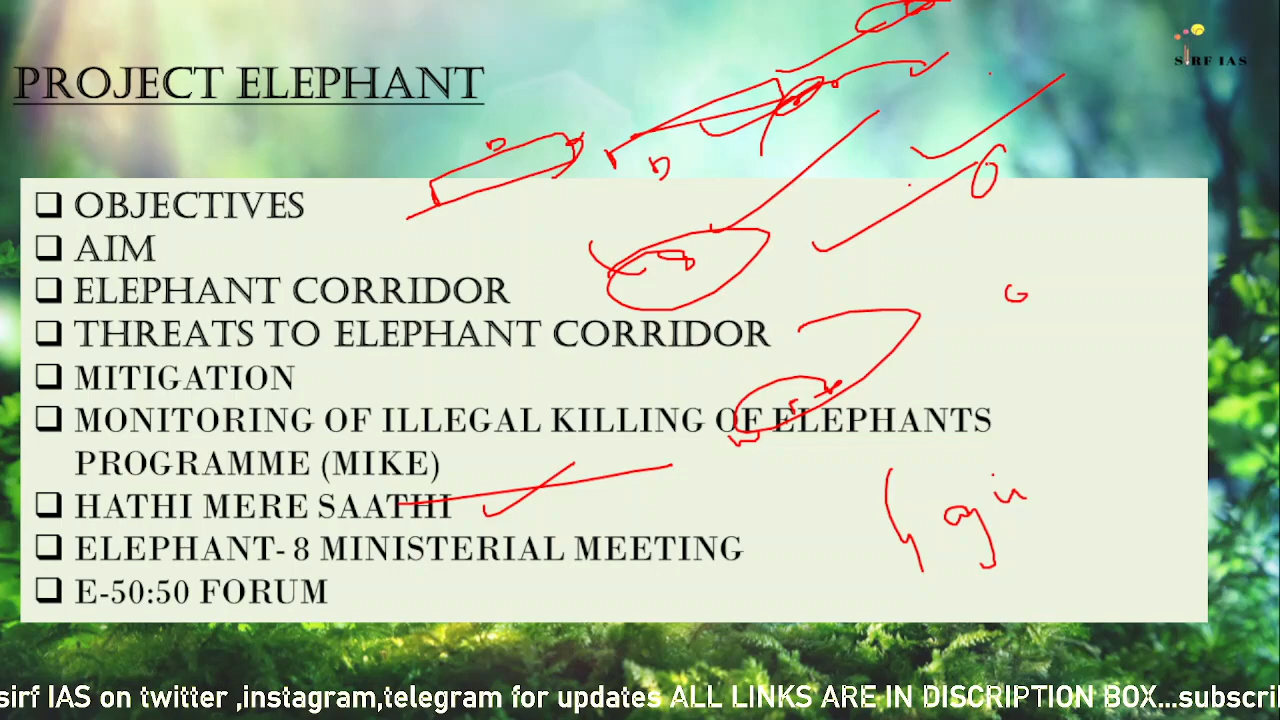 SIRF IAS
PROJECT ELEPHANT
❑ OBJECTIVES
❑ AIM
❑ ELEPHANT CORRIDOR
❑ THREATS TO ELEPHANT CORRIDOR
❑ MITIGATION
❑ MONITORING OF ILLEGAL KILLING OF ELEPHANTS
PROGRAMME (MIKE)
❑ HATHI MERE SAATHI
❑ ELEPHANT- 8 MINISTERIAL MEETING
❑ E-50:50 FORUM
sirf IAS on twitter ,instagram,telegram for updates ALL LINKS ARE IN DISCRIPTION BOX...subscri